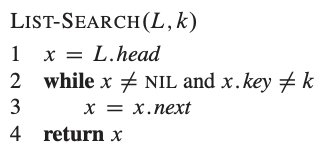 LIST-SEARCH(L, k)
1 x = L.head
2 while x ≠ NIL and x.key ≠ k
3 x = x.next
4 return x